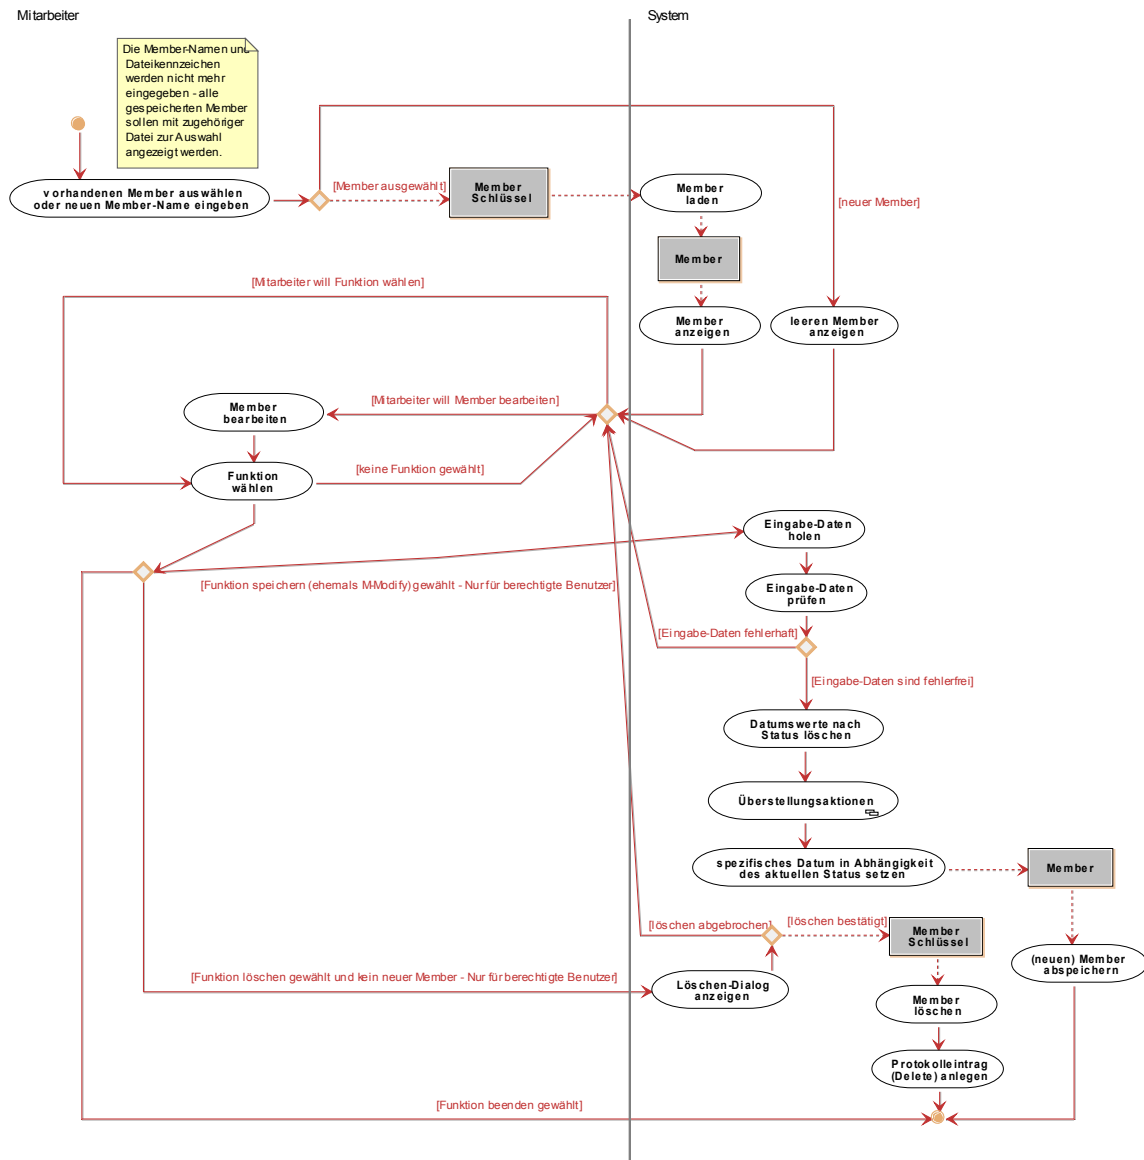 Mitarbeiter
System
Die Member-Namen und
Dateikennzeichen
werden nicht mehr
eingegeben - alle
gespeicherten Member
sollen mit zugehöriger
Datei zur Auswahl
angezeigt werden.
vorhandenen Member auswählen
oder neuen Member-Name eingeben
[Member ausgewählt]
Member
Schlüssel
Member
laden
[neuer Member]
Member
[Mitarbeiter will Funktion wählen]
Member
anzeigen
leeren Member
anzeigen
Member
bearbeiten
[Mitarbeiter will Member bearbeiten]
Funktion
wählen
[keine Funktion gewählt]
Eingabe-Daten
holen
[Funktion speichern (ehemals M-Modify) gewählt - Nur für berechtigte Benutzer]
Eingabe-Daten
prüfen
[Eingabe-Daten fehlerhaft]
[Eingabe-Daten sind fehlerfrei]
Datumswerte nach
Status löschen
Überstellungsaktionen
spezifisches Datum in Abhängigkeit
des aktuellen Status setzen
Member
[löschen abgebrochen]
[löschen bestätigt]
Member
Schlüssel
(neuen) Member
abspeichern
[Funktion löschen gewählt und kein neuer Member - Nur für berechtigte Benutzer]
Löschen-Dialog
anzeigen
Member
löschen
Protokolleintrag
(Delete) anlegen
[Funktion beenden gewählt]